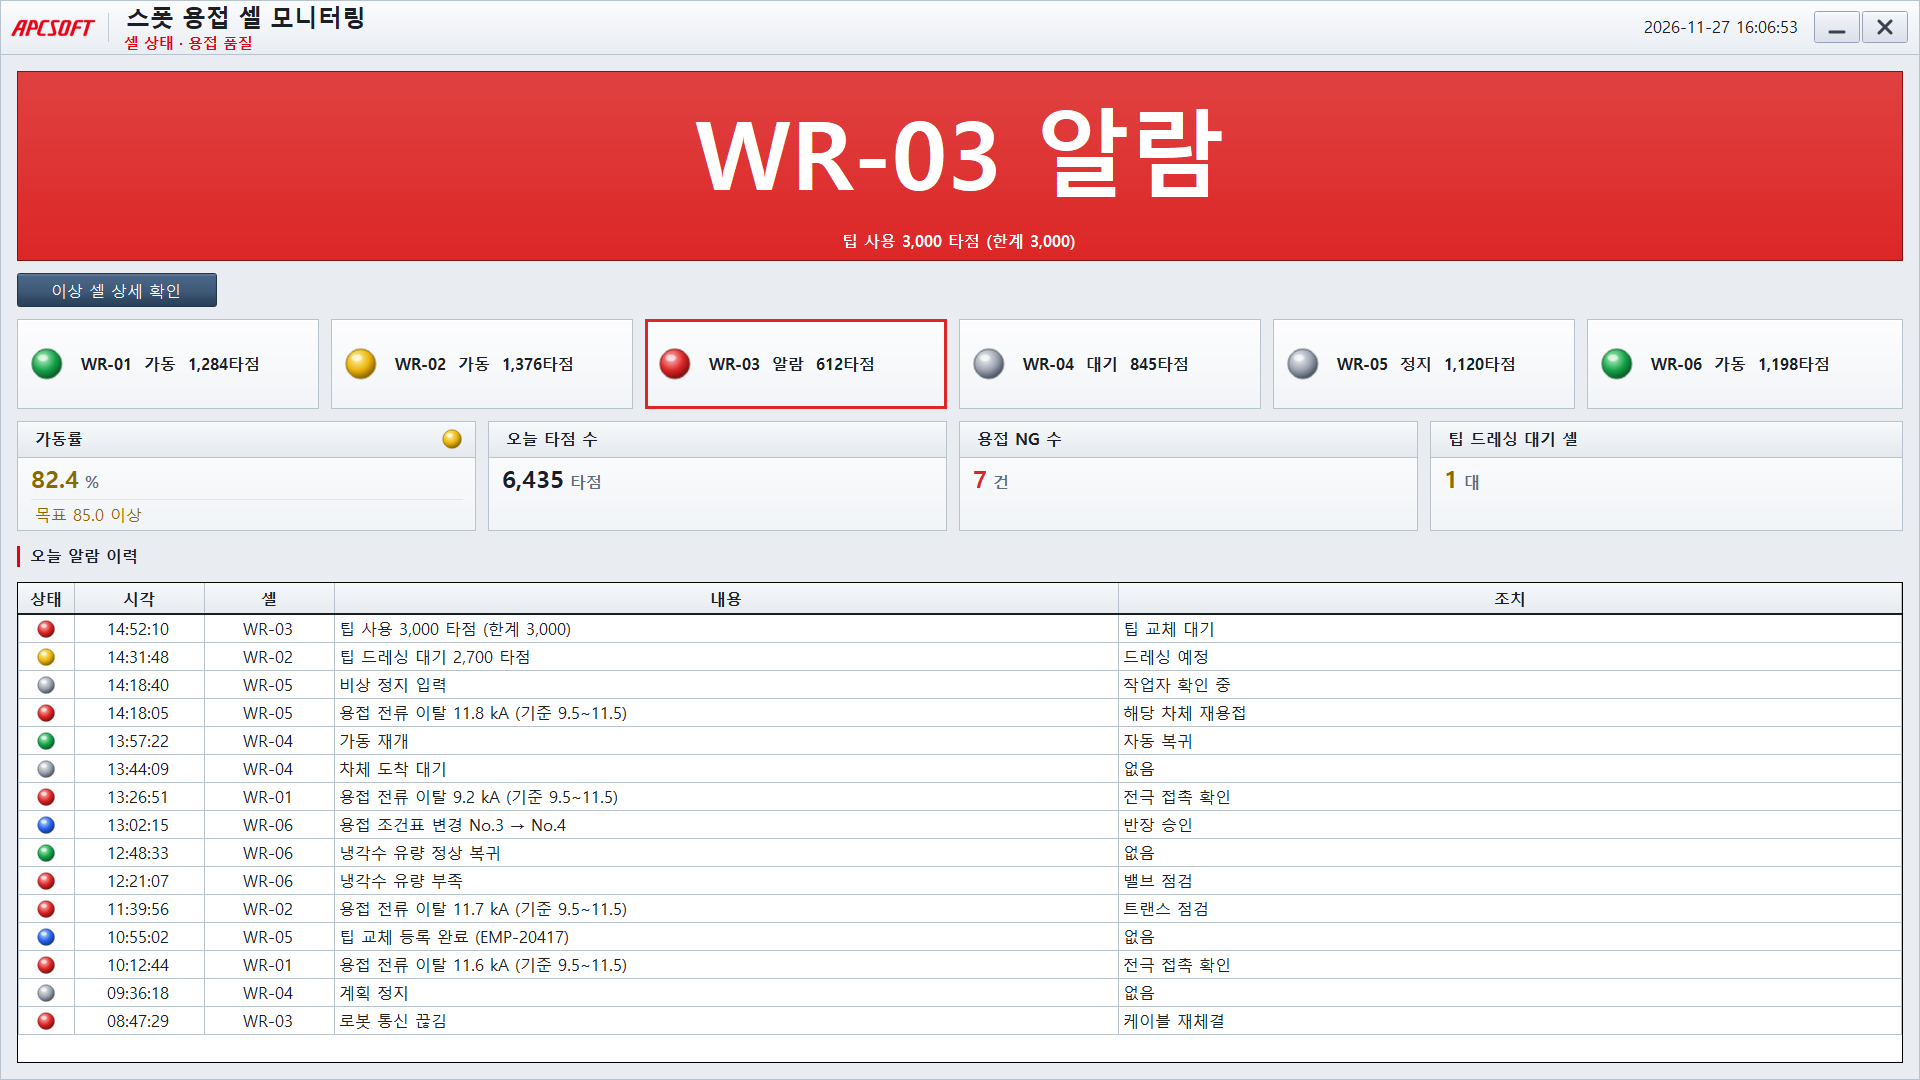 APCSOFT
스폿 용접 셀 모니터링
셀 상태 · 용접 품질
2026-11-27 16:06:53
WR-03 알람
팁 사용 3,000 타점 (한계 3,000)
이상 셀 상세 확인
WR-01 가동 1,284타점
WR-02 가동 1,376타점
WR-03 알람 612타점
WR-04 대기 845타점
WR-05 정지 1,120타점
WR-06 가동 1,198타점
가동률
82.4 %
목표 85.0 이상
오늘 타점 수
6,435 타점
용접 NG 수
7 건
팁 드레싱 대기 셀
1 대
오늘 알람 이력
상태 시각 셀 내용 조치
14:52:10 WR-03 팁 사용 3,000 타점 (한계 3,000) 팁 교체 대기
14:31:48 WR-02 팁 드레싱 대기 2,700 타점 드레싱 예정
14:18:40 WR-05 비상 정지 입력 작업자 확인 중
14:18:05 WR-05 용접 전류 이탈 11.8 kA (기준 9.5~11.5) 해당 차체 재용접
13:57:22 WR-04 가동 재개 자동 복귀
13:44:09 WR-04 차체 도착 대기 없음
13:26:51 WR-01 용접 전류 이탈 9.2 kA (기준 9.5~11.5) 전극 접촉 확인
13:02:15 WR-06 용접 조건표 변경 No.3 → No.4 반장 승인
12:48:33 WR-06 냉각수 유량 정상 복귀 없음
12:21:07 WR-06 냉각수 유량 부족 밸브 점검
11:39:56 WR-02 용접 전류 이탈 11.7 kA (기준 9.5~11.5) 트랜스 점검
10:55:02 WR-05 팁 교체 등록 완료 (EMP-20417) 없음
10:12:44 WR-01 용접 전류 이탈 11.6 kA (기준 9.5~11.5) 전극 접촉 확인
09:36:18 WR-04 계획 정지 없음
08:47:29 WR-03 로봇 통신 끊김 케이블 재체결